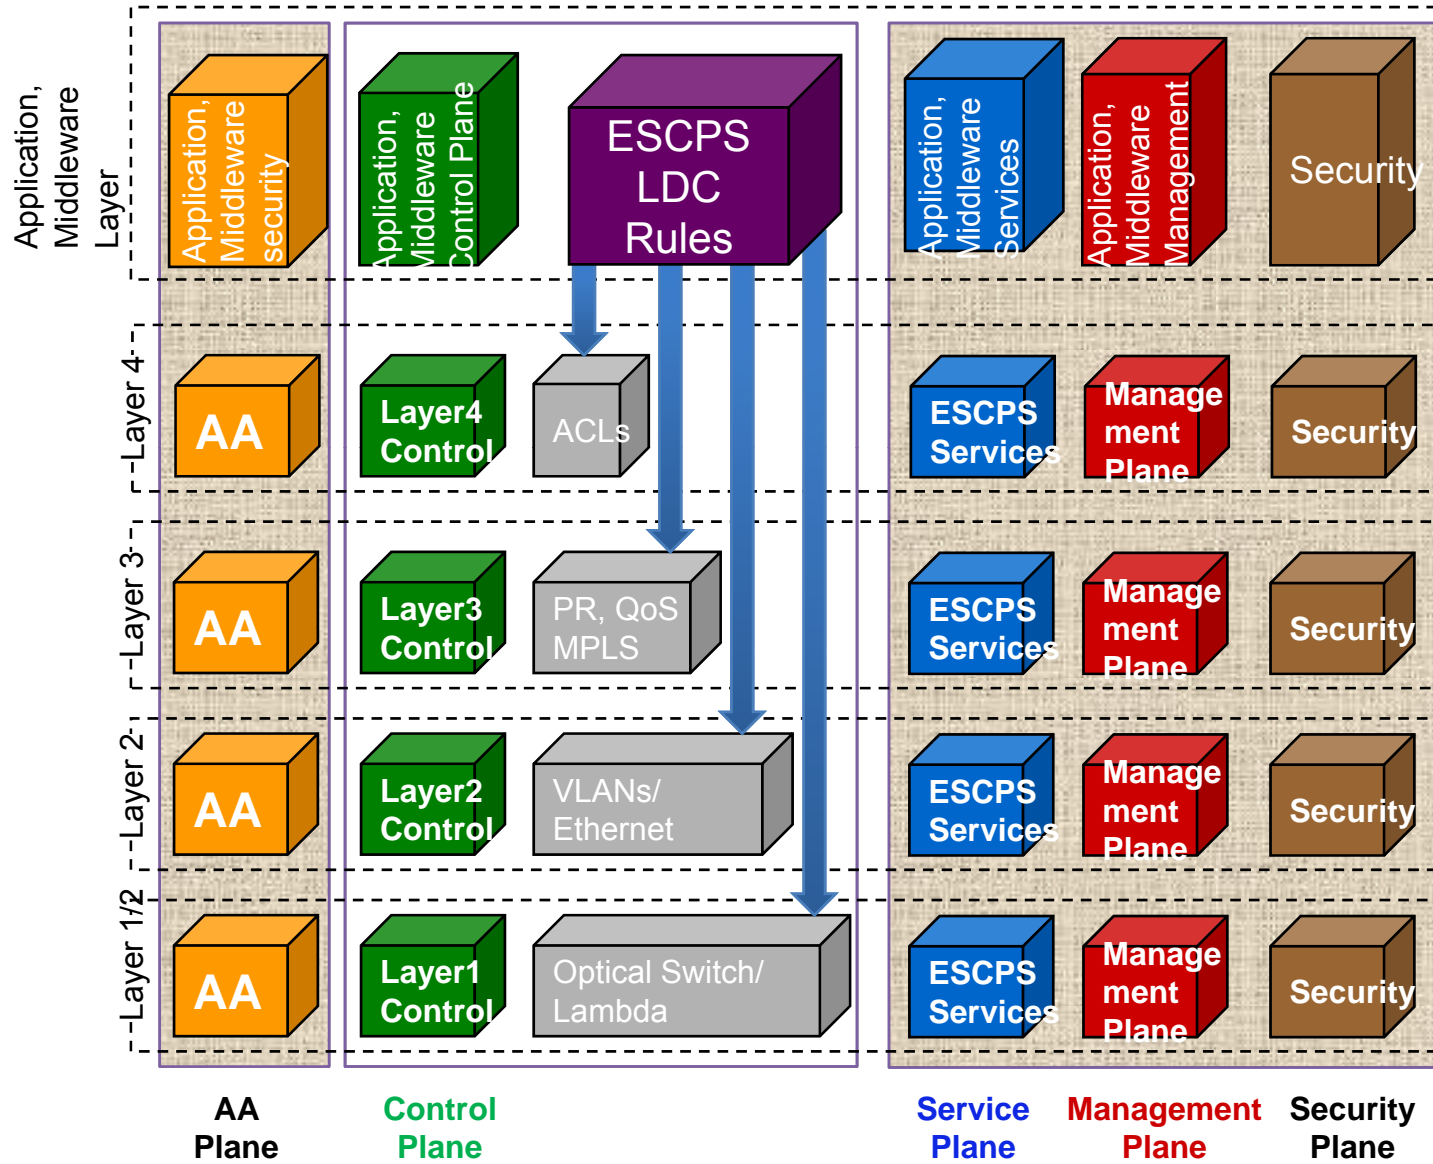 Application,
Middleware
Layer
Application,
Middleware
security
Application,
Middleware
Control Plane
ESCPS
LDC
Rules
Application,
Middleware
Services
Application,
Middleware
Management
Security
Layer 4
AA
Layer4
Control
ACLs
ESCPS
Services
Manage
ment
Plane
Security
Layer 3
AA
Layer3
Control
PR, QoS
MPLS
ESCPS
Services
Manage
ment
Plane
Security
Layer 2
AA
Layer2
Control
VLANs/
Ethernet
ESCPS
Services
Manage
ment
Plane
Security
Layer 1/2
AA
Layer1
Control
Optical Switch/
Lambda
ESCPS
Services
Manage
ment
Plane
Security
AA
Plane
Control
Plane
Service
Plane
Management
Plane
Security
Plane